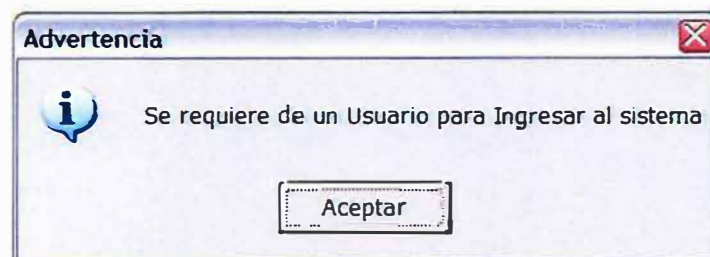 Advertencia
Se requiere de un Usuario para Ingresar al sistema
Aceptar